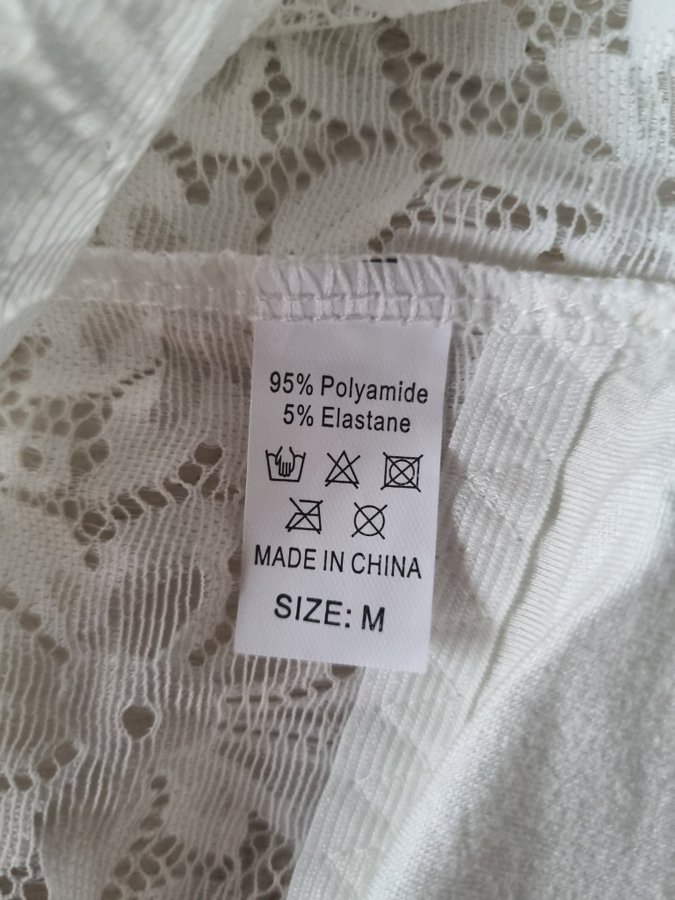 95% Polyamide
5% Elastane
MADE IN CHINA
SIZE: M